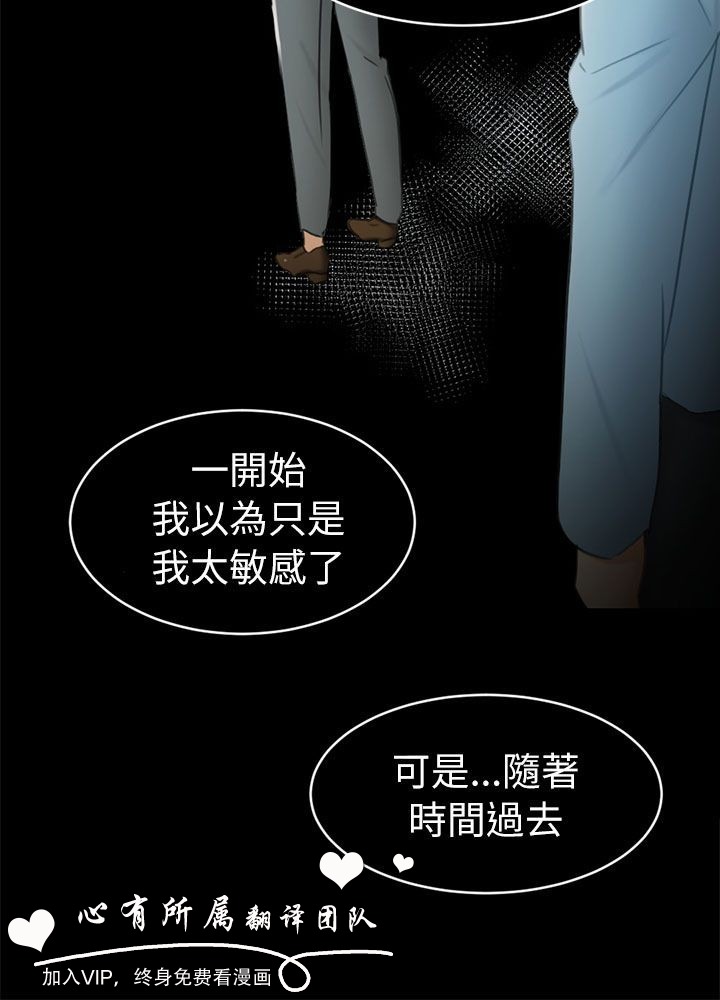 一開始
我以為只是
我太敏感了
可是...隨著
時間過去
心有所属翻译团队
加入VIP，终身免费看漫画